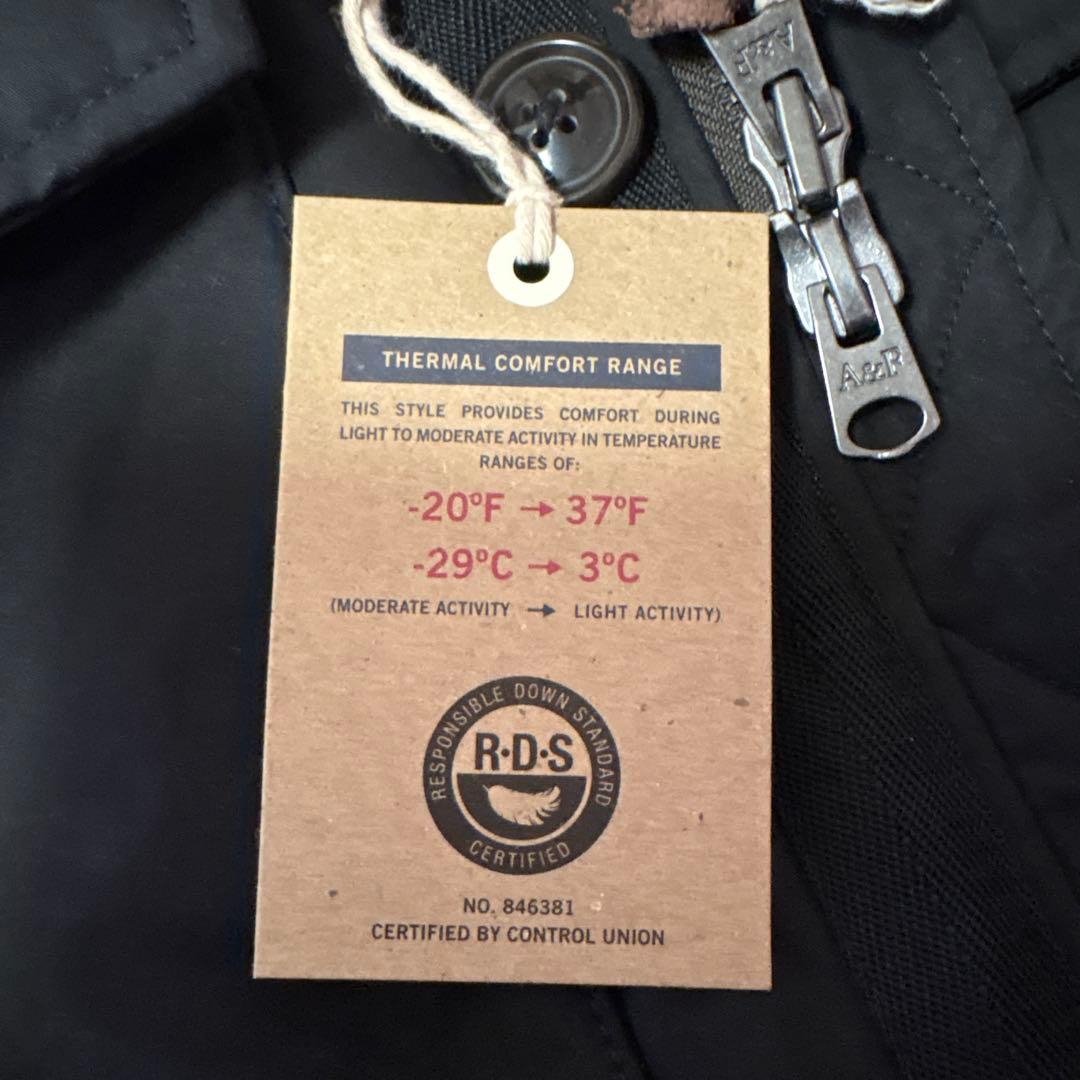 A&F
THERMAL COMFORT RANGE
THIS STYLE PROVIDES COMFORT DURING
LIGHT TO MODERATE ACTIVITY IN TEMPERATURE
RANGES OF:
-20°F → 37°F
-29°C → 3°C
(MODERATE ACTIVITY → LIGHT ACTIVITY)
A&F
RESPONSIBLE DOWN STANDARD
R·D·S
CERTIFIED
NO. 846381
CERTIFIED BY CONTROL UNION